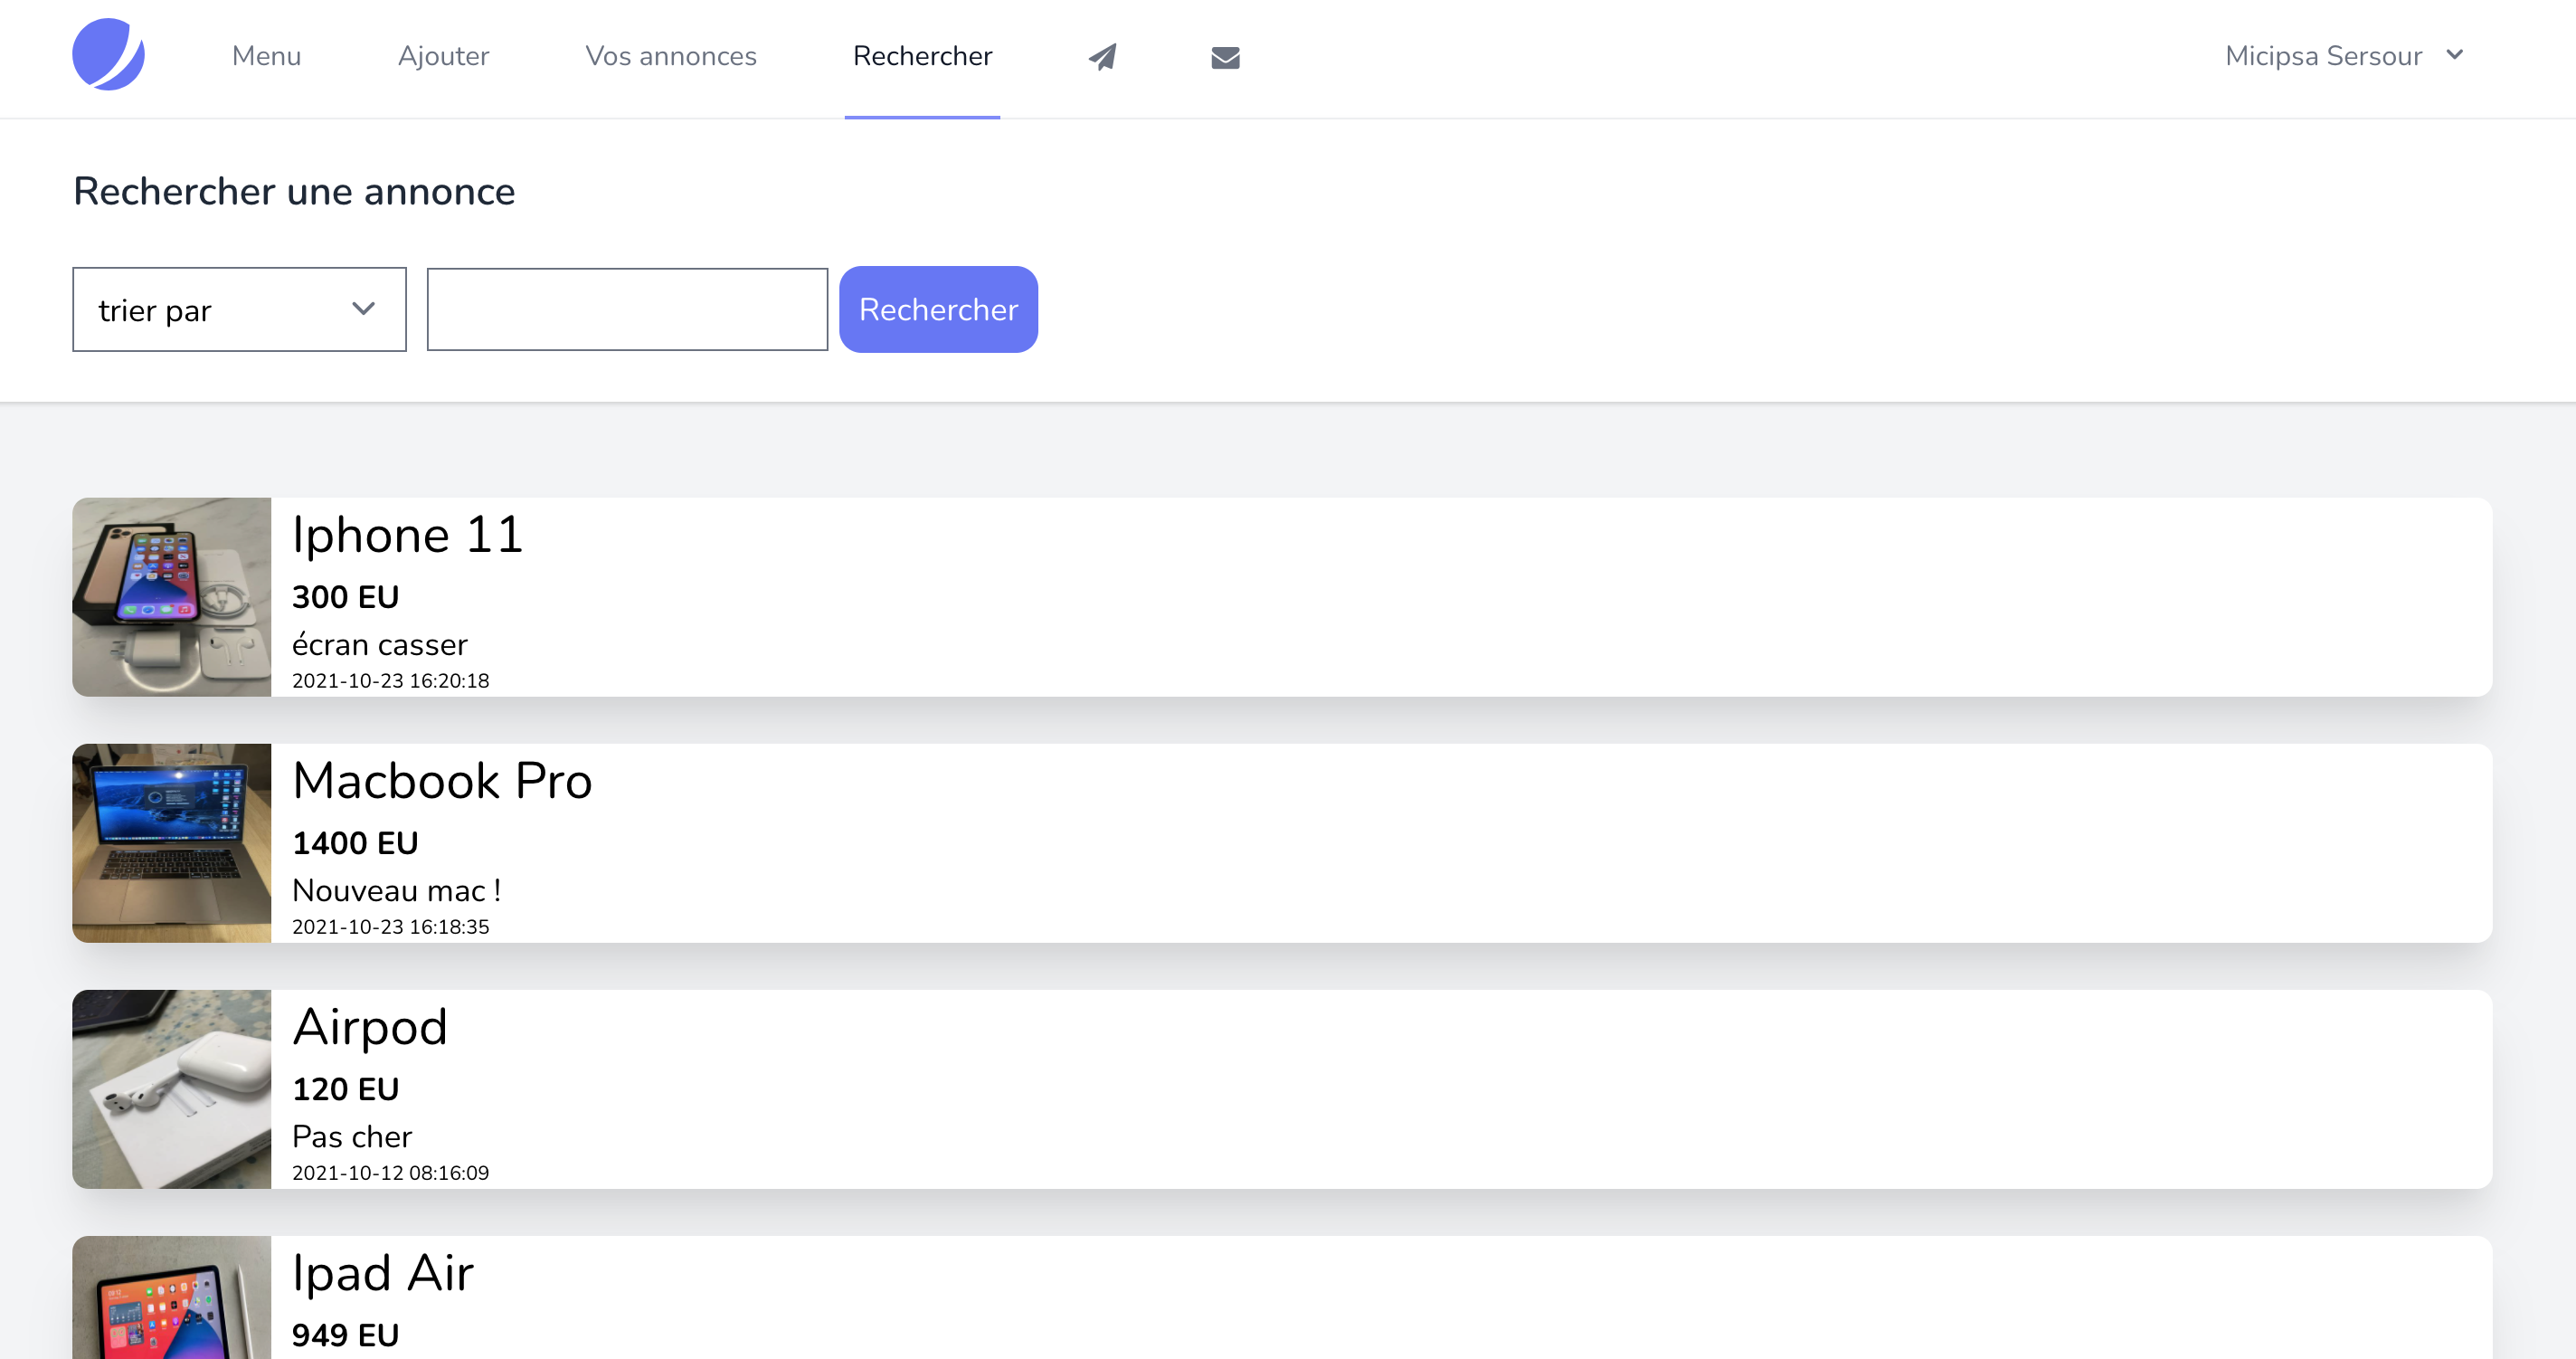 Menu Ajouter Vos annonces Rechercher Micipsa Sersour
Rechercher une annonce
trier par Rechercher
Iphone 11
300 EU
écran casser
2021-10-23 16:20:18
Macbook Pro
1400 EU
Nouveau mac !
2021-10-23 16:18:35
Airpod
120 EU
Pas cher
2021-10-12 08:16:09
Ipad Air
949 EU